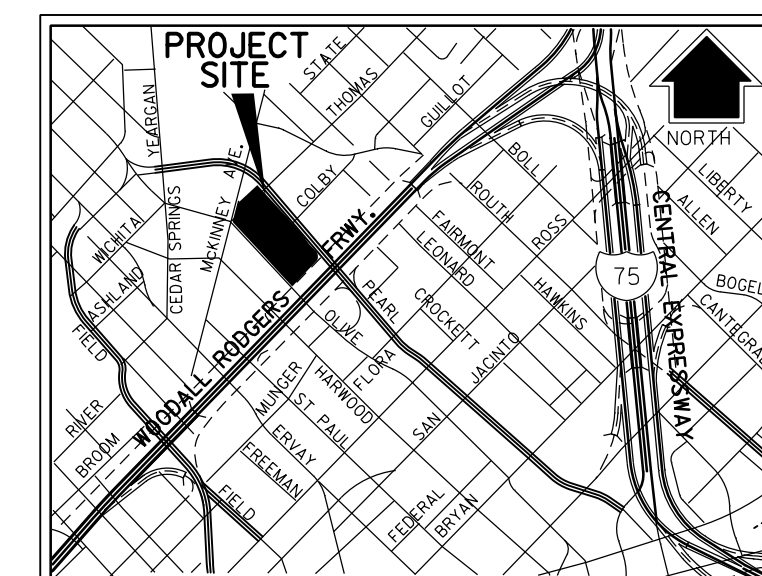 PROJECT
SITE
STATE
THOMAS
GUILLOT
YEARGAN
NORTH
McKINNEY AVE.
COLBY
BOLL
LIBERTY
ALLEN
ROUTH
ROSS
WICHITA
CEDAR SPRINGS
FAIRMONT
LEONARD
CENTRAL EXPRESSWAY
75
BOGEL
CANTEGRAL
ASHLAND
FIELD
WOODALL RODGERS FRWY.
PEARL
OLIVE
CROCKETT
HAWKINS
FLORA
SAN JACINTO
MUNGER
HARWOOD
ST PAUL
ERVAY
FREEMAN
RIVER
BROOM
FIELD
FEDERAL
BRYAN